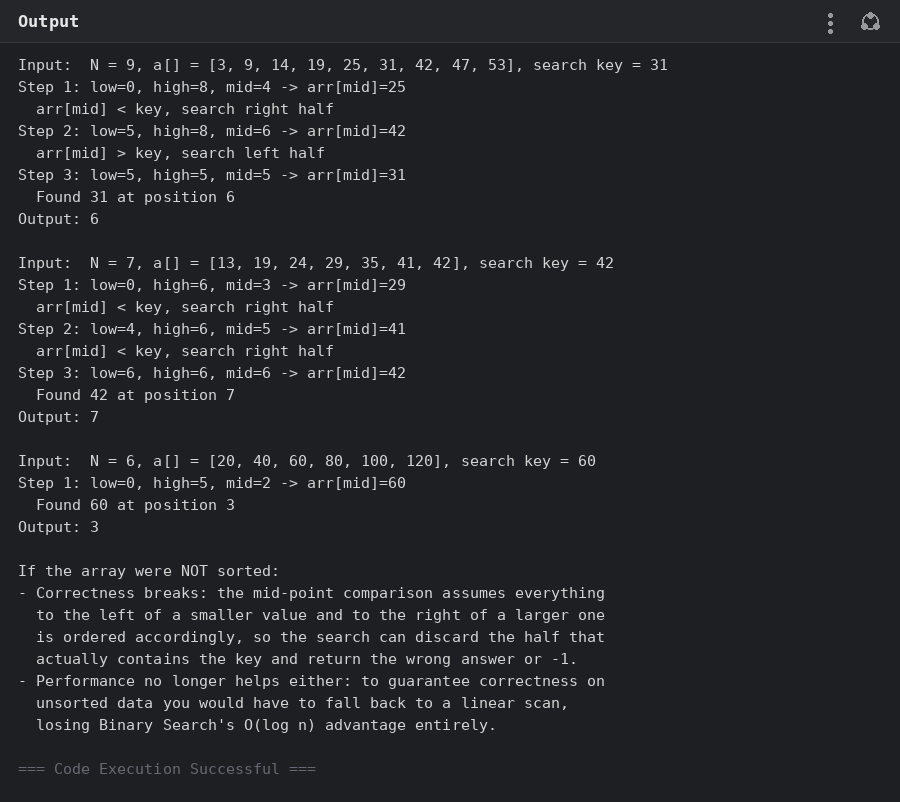 Output
Input:  N = 9, a[] = [3, 9, 14, 19, 25, 31, 42, 47, 53], search key = 31
Step 1: low=0, high=8, mid=4 -> arr[mid]=25
  arr[mid] < key, search right half
Step 2: low=5, high=8, mid=6 -> arr[mid]=42
  arr[mid] > key, search left half
Step 3: low=5, high=5, mid=5 -> arr[mid]=31
  Found 31 at position 6
Output: 6

Input:  N = 7, a[] = [13, 19, 24, 29, 35, 41, 42], search key = 42
Step 1: low=0, high=6, mid=3 -> arr[mid]=29
  arr[mid] < key, search right half
Step 2: low=4, high=6, mid=5 -> arr[mid]=41
  arr[mid] < key, search right half
Step 3: low=6, high=6, mid=6 -> arr[mid]=42
  Found 42 at position 7
Output: 7

Input:  N = 6, a[] = [20, 40, 60, 80, 100, 120], search key = 60
Step 1: low=0, high=5, mid=2 -> arr[mid]=60
  Found 60 at position 3
Output: 3

If the array were NOT sorted:
- Correctness breaks: the mid-point comparison assumes everything
  to the left of a smaller value and to the right of a larger one
  is ordered accordingly, so the search can discard the half that
  actually contains the key and return the wrong answer or -1.
- Performance no longer helps either: to guarantee correctness on
  unsorted data you would have to fall back to a linear scan,
  losing Binary Search's O(log n) advantage entirely.

=== Code Execution Successful ===